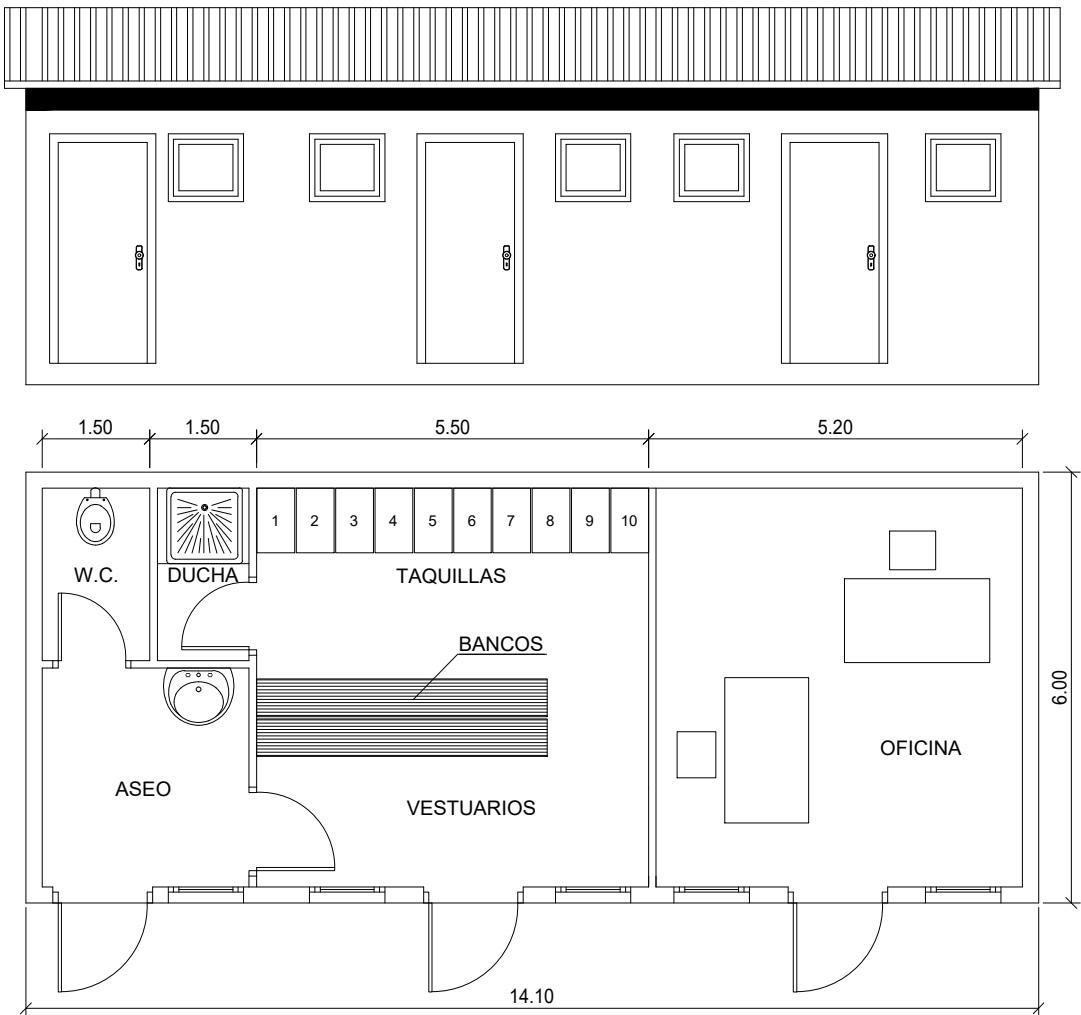 1.50 1.50 5.50 5.20
1 2 3 4 5 6 7 8 9 10
W.C. DUCHA TAQUILLAS
BANCOS
6.00
OFICINA
ASEO
VESTUARIOS
14.10